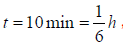 t = 10 min = 1/6 h,